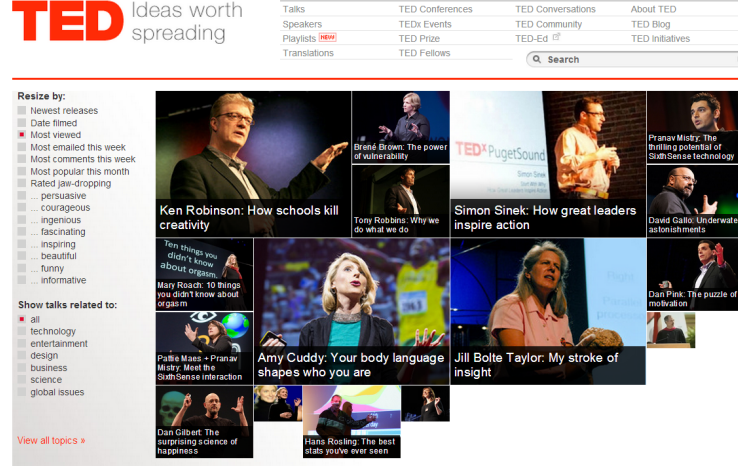 TED Ideas worth
spreading
Talks
Speakers
Playlists NEW!
Translations
TED Conferences
TEDx Events
TED Prize
TED Fellows
TED Conversations
TED Community
TED-Ed
About TED
TED Blog
TED Initiatives
Search
Resize by:
Newest releases
Date filmed
Most viewed
Most emailed this week
Most comments this week
Most popular this month
Rated jaw-dropping
... persuasive
... courageous
... ingenious
... fascinating
... inspiring
... beautiful
... funny
... informative
Show talks related to:
all
technology
entertainment
design
business
science
global issues
View all topics »
Ken Robinson: How schools kill
creativity
Brené Brown: The power
of vulnerability
Tony Robbins: Why we
do what we do
TEDxPugetSound
Simon Sinek
Simon Sinek: How great leaders
inspire action
Pranav Mistry: The
thrilling potential of
SixthSense technology
David Gallo: Underwate
astonishments
Ten things you
didn't know
about orgasm.
Mary Roach: 10 things
you didn't know about
orgasm
Pattie Maes + Pranav
Mistry: Meet the
SixthSense interaction
Amy Cuddy: Your body language
shapes who you are
Jill Bolte Taylor: My stroke of
insight
Dan Pink: The puzzle of
motivation
Dan Gilbert: The
surprising science of
happiness
Hans Rosling: The best
stats you've ever seen